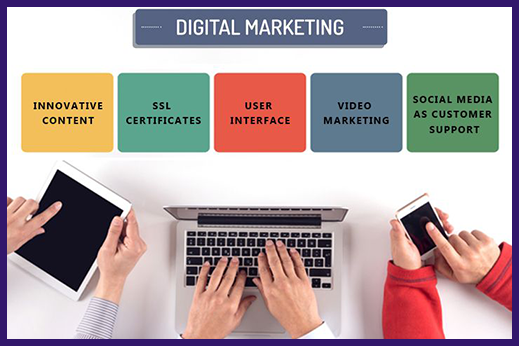 DIGITAL MARKETING
INNOVATIVE
CONTENT
SSL
CERTIFICATES
USER
INTERFACE
VIDEO
MARKETING
SOCIAL MEDIA
AS CUSTOMER
SUPPORT